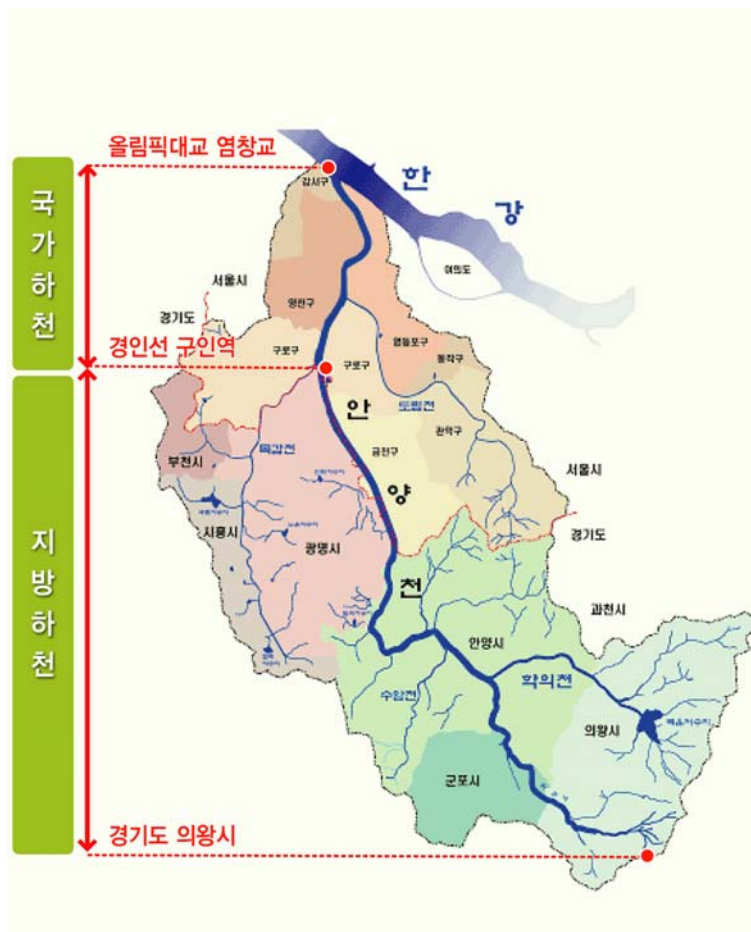 올림픽대교 염창교
한강
강서구
국가하천
여의도
서울시
양천구
경기도
영등포구
구로구
구로구
동작구
경인선 구인역
안양천
도림천
관악구
금천구
목감천
부천시
서울시
경기도
시흥시
광명시
지방하천
과천시
안양시
학의천
수암천
백운저수지
의왕시
군포시
경기도 의왕시